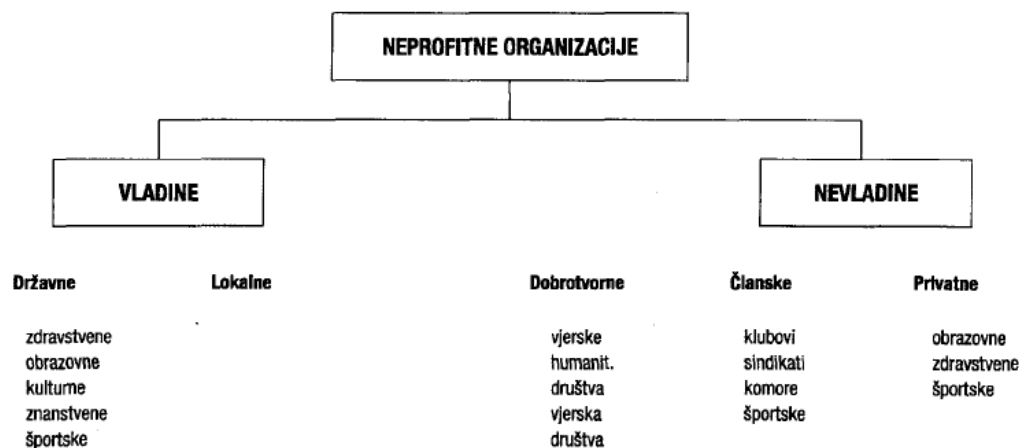 NEPROFITNE ORGANIZACIJE
VLADINE
NEVLADINE
Državne
Lokalne
Dobrotvorne
Članske
Privatne
zdravstvene
obrazovne
kulturne
znanstvene
športske
vjerske
humanit.
društva
vjerska
društva
klubovi
sindikati
komore
športske
obrazovne
zdravstvene
športske